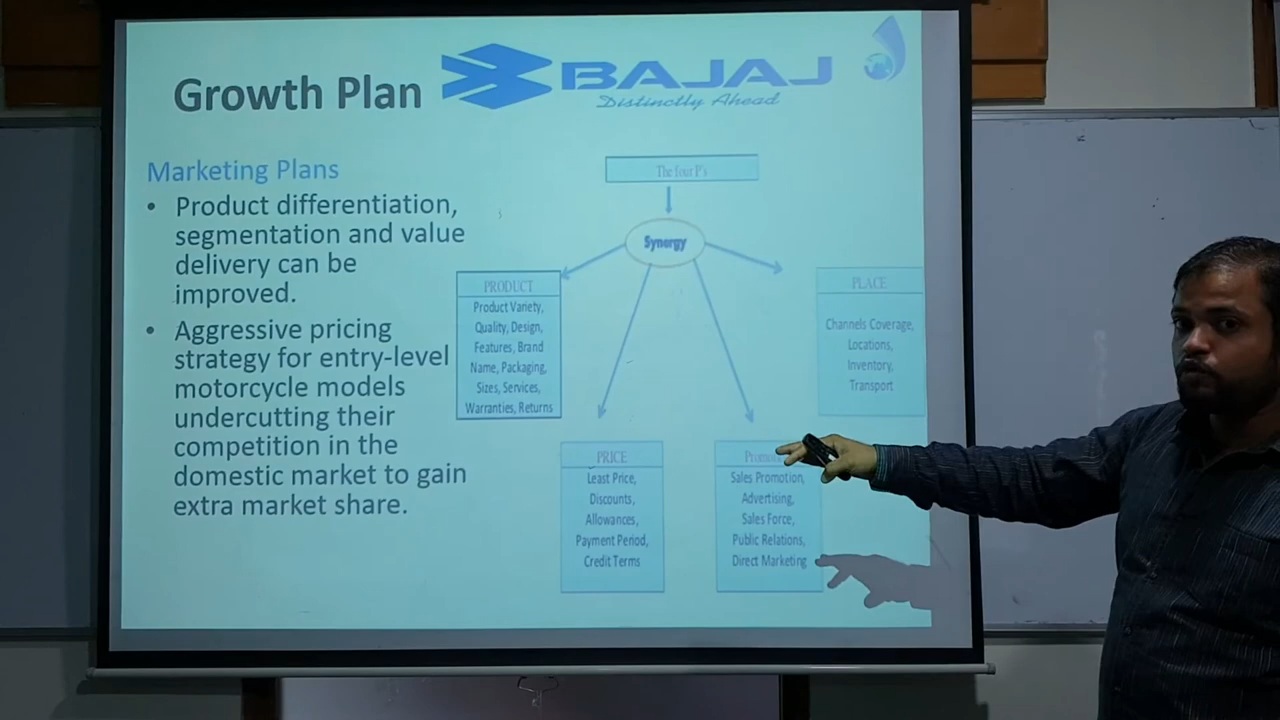 Growth Plan
BAJAJ
Distinctly Ahead
Marketing Plans
• Product differentiation,
segmentation and value
delivery can be
improved.
• Aggressive pricing
strategy for entry-level
motorcycle models
undercutting their
competition in the
domestic market to gain
extra market share.
The four P's
Synergy
PRODUCT
Product Variety,
Quality, Design,
Features, Brand
Name, Packaging,
Sizes, Services,
Warranties, Returns
PLACE
Channels Coverage,
Locations,
Inventory,
Transport
PRICE
Least Price,
Discounts,
Allowances,
Payment Period,
Credit Terms
Sales Promotion,
Advertising,
Sales Force,
Public Relations,
Direct Marketing